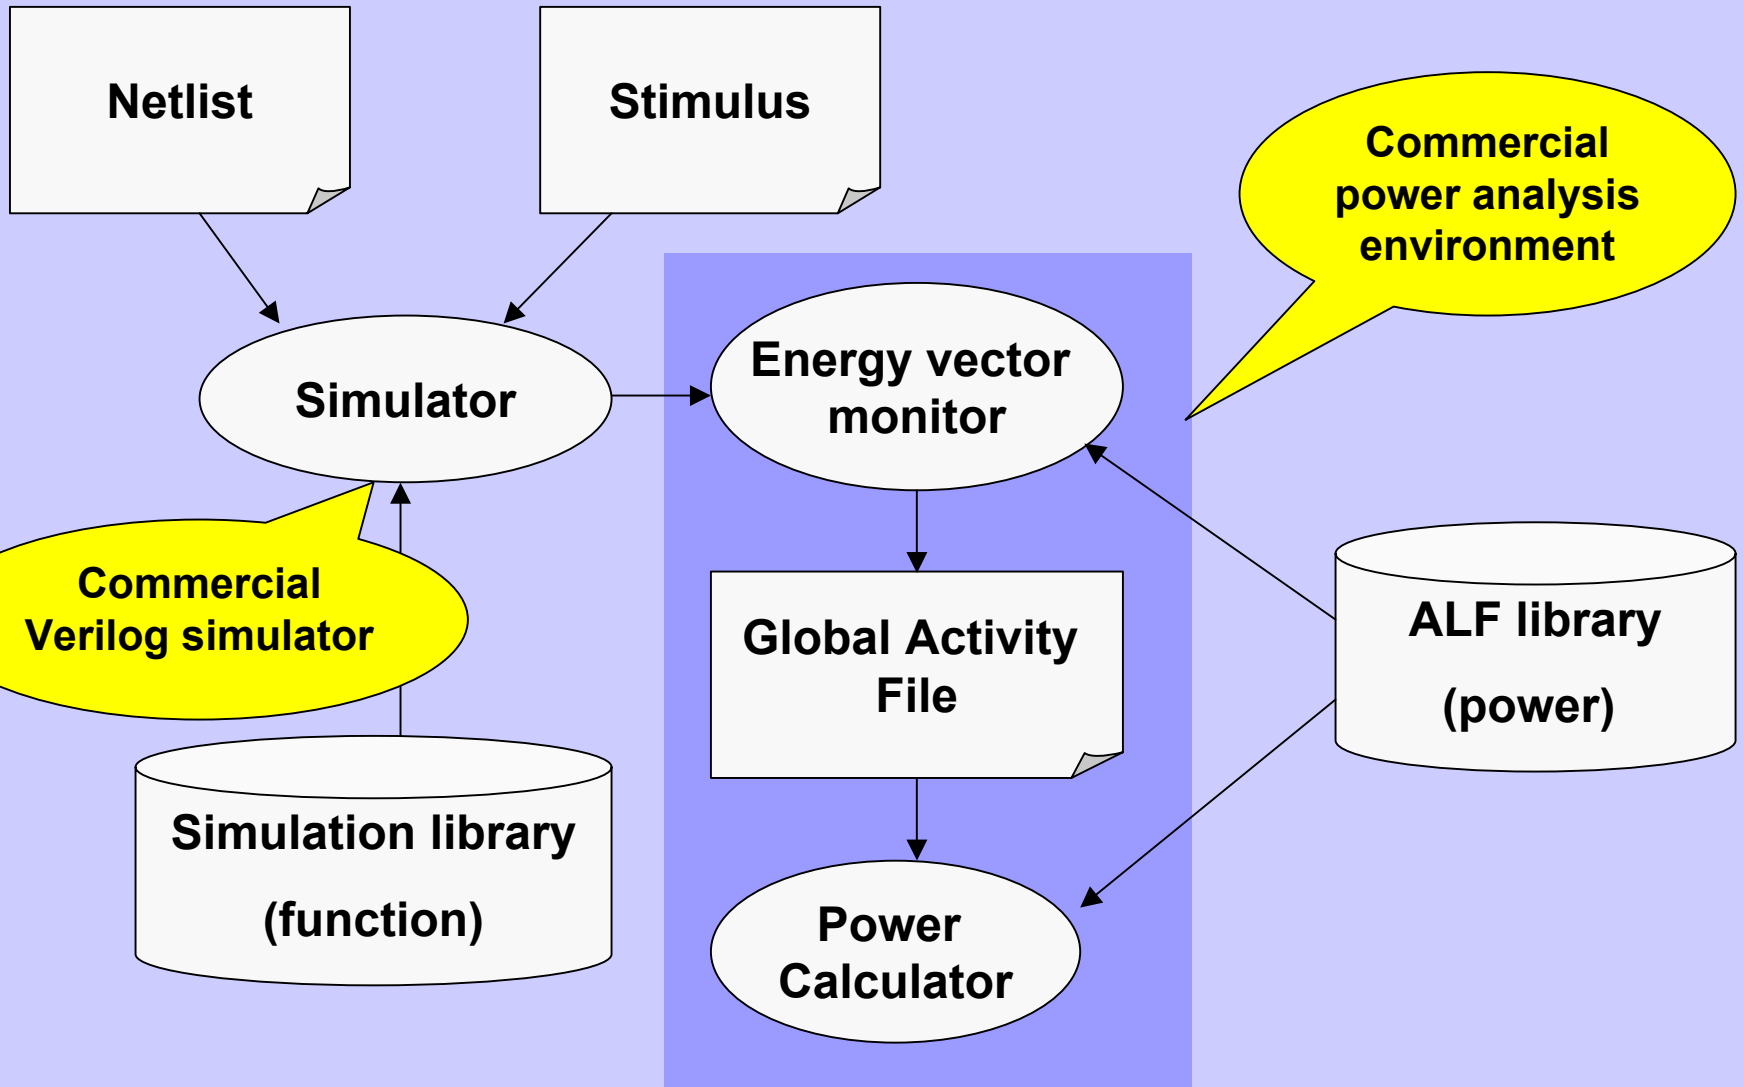 Netlist
Stimulus
Commercial
power analysis
environment
Energy vector
monitor
Simulator
Commercial
Verilog simulator
Global Activity
File
ALF library
(power)
Simulation library
(function)
Power
Calculator